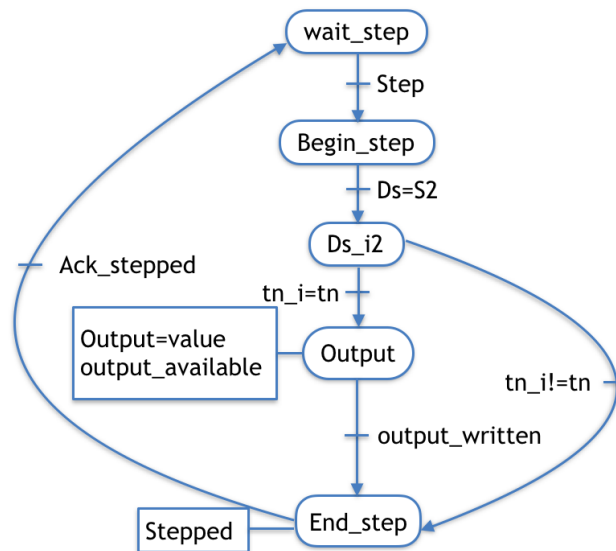 wait_step
Step
Begin_step
Ds=S2
Ds_i2
Ack_stepped
tn_i=tn
Output=value
output_available
Output
tn_i!=tn
output_written
Stepped
End_step